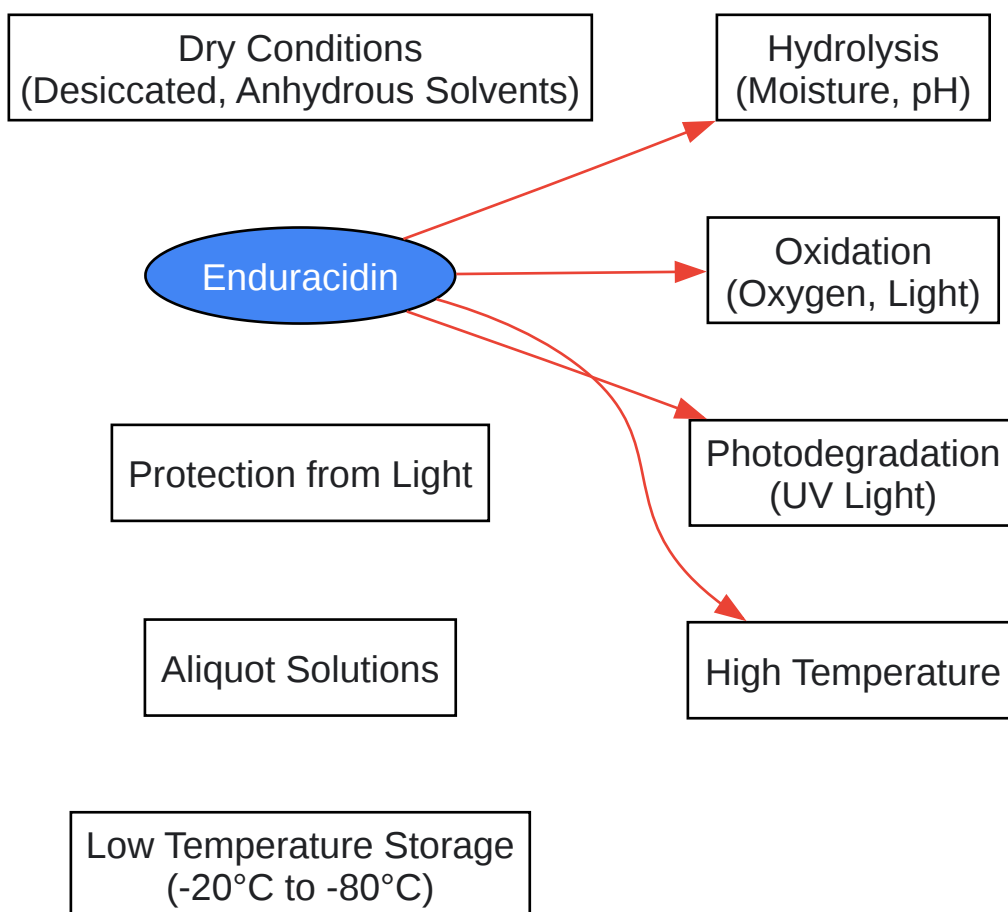 Dry Conditions
(Desiccated, Anhydrous Solvents)
Hydrolysis
(Moisture, pH)
Enduracidin
Oxidation
(Oxygen, Light)
Protection from Light
Photodegradation
(UV Light)
Aliquot Solutions
High Temperature
Low Temperature Storage
(-20°C to -80°C)